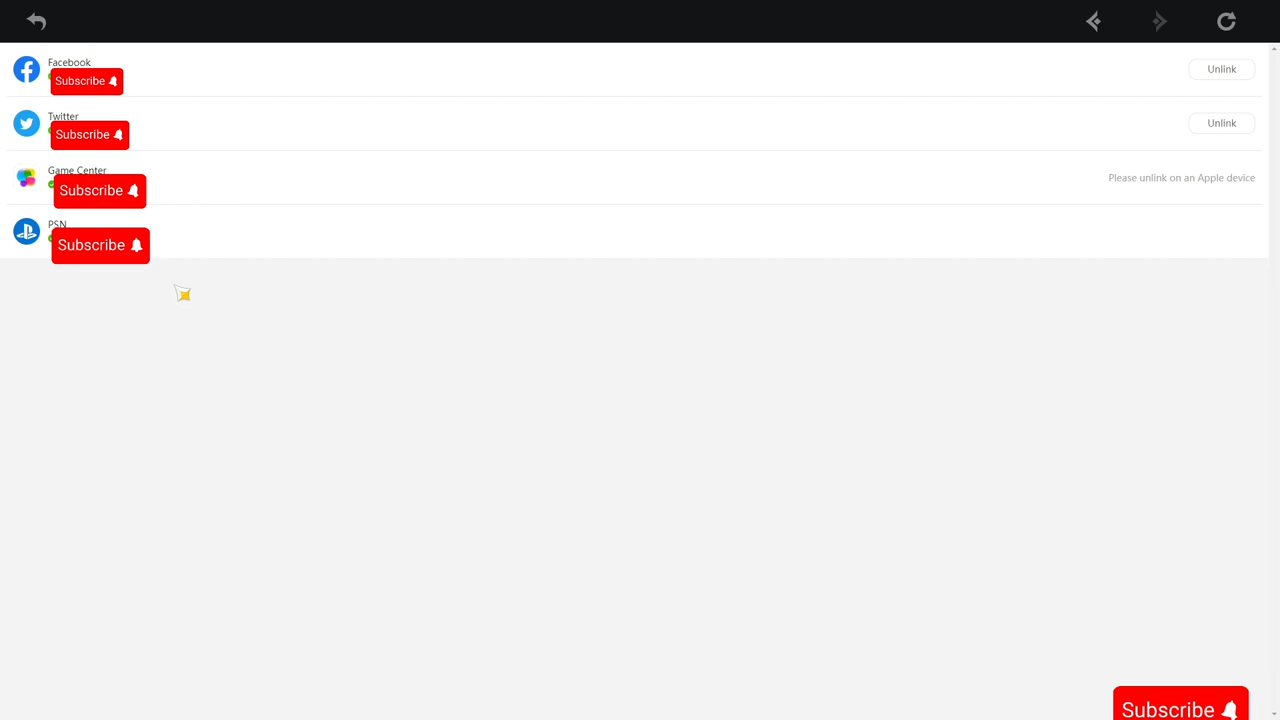 Facebook
Subscribe
Unlink
Twitter
Subscribe
Unlink
Game Center
Subscribe
Please unlink on an Apple device
PSN
Subscribe
Subscribe